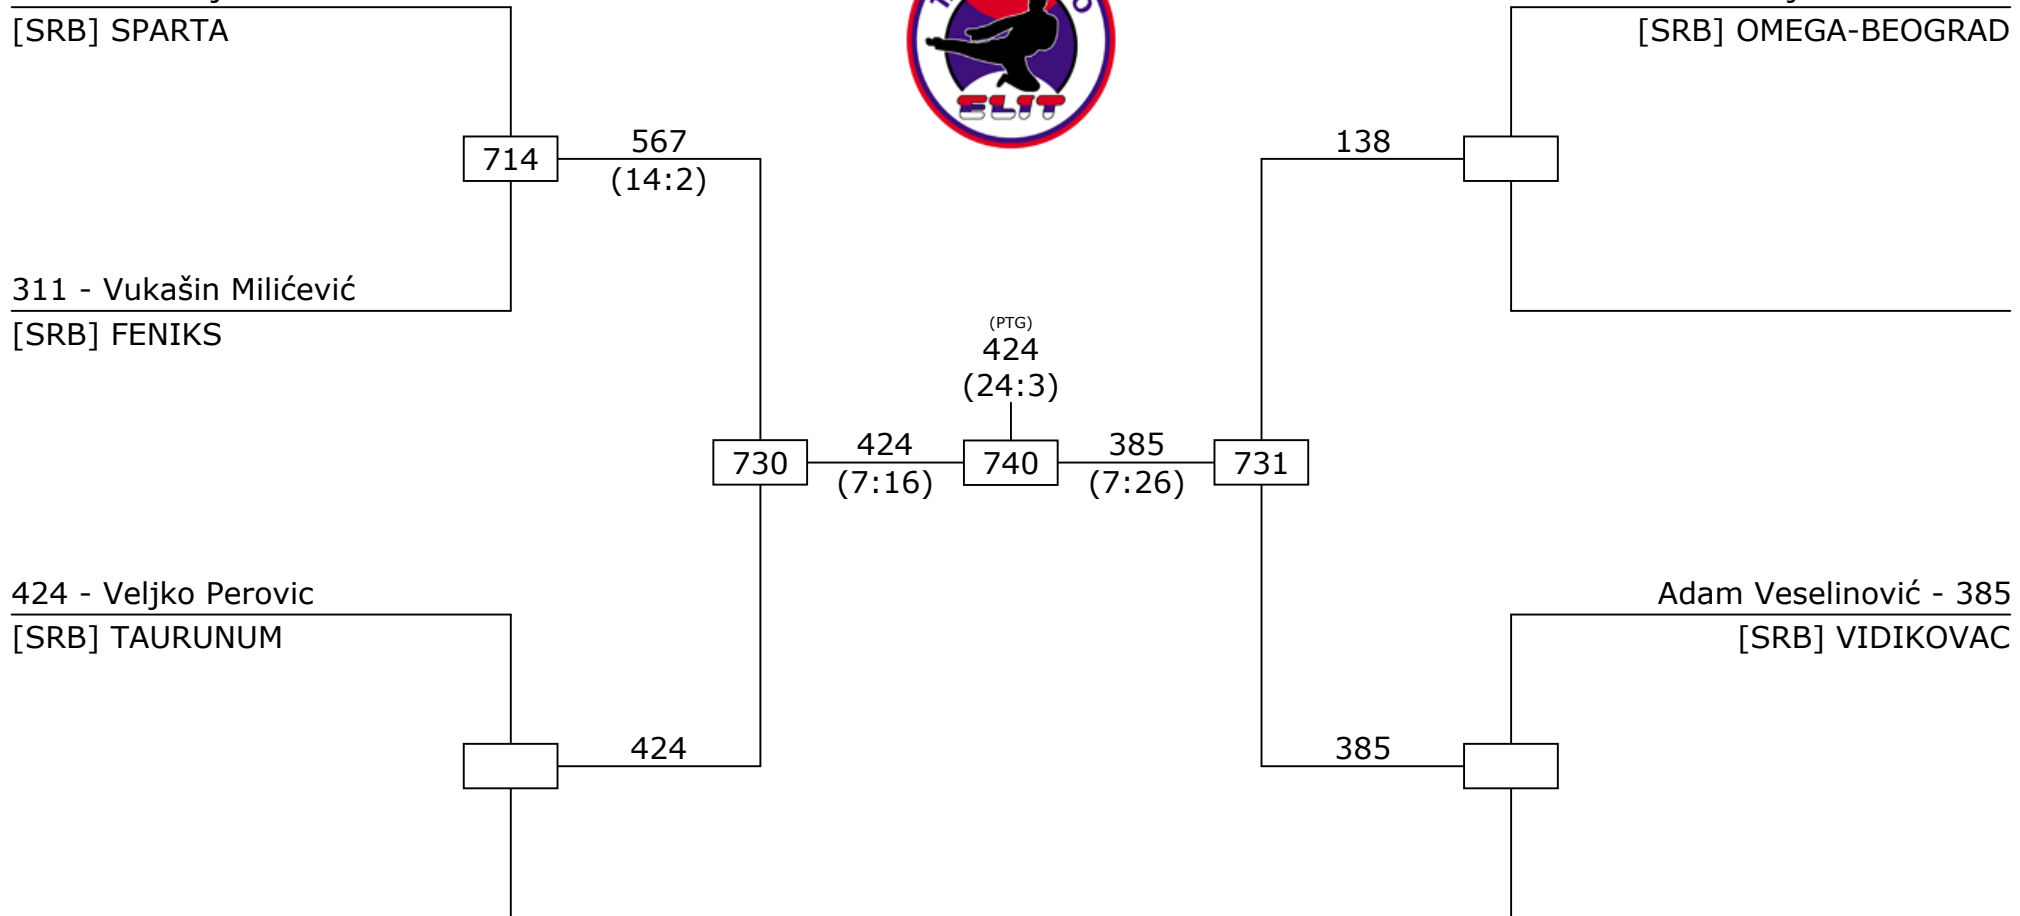 [SRB] SPARTA
[SRB] OMEGA-BEOGRAD
ELIT
714
567
(14:2)
138
311 - Vukašin Milićević
[SRB] FENIKS
(PTG)
424
(24:3)
730
424
(7:16)
740
385
(7:26)
731
424 - Veljko Perovic
[SRB] TAURUNUM
Adam Veselinović - 385
[SRB] VIDIKOVAC
424
385